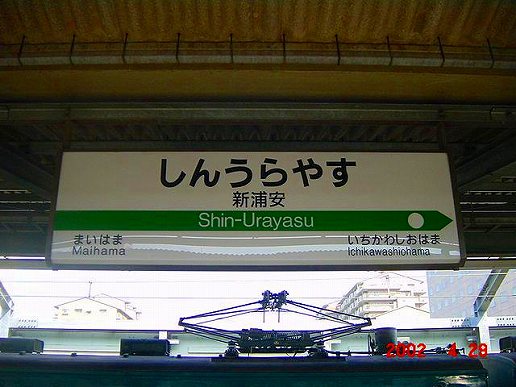 しんうらやす
新浦安
Shin-Urayasu
まいはま
Maihama
いちかわしおはま
Ichikawashiohama
2002 4 29